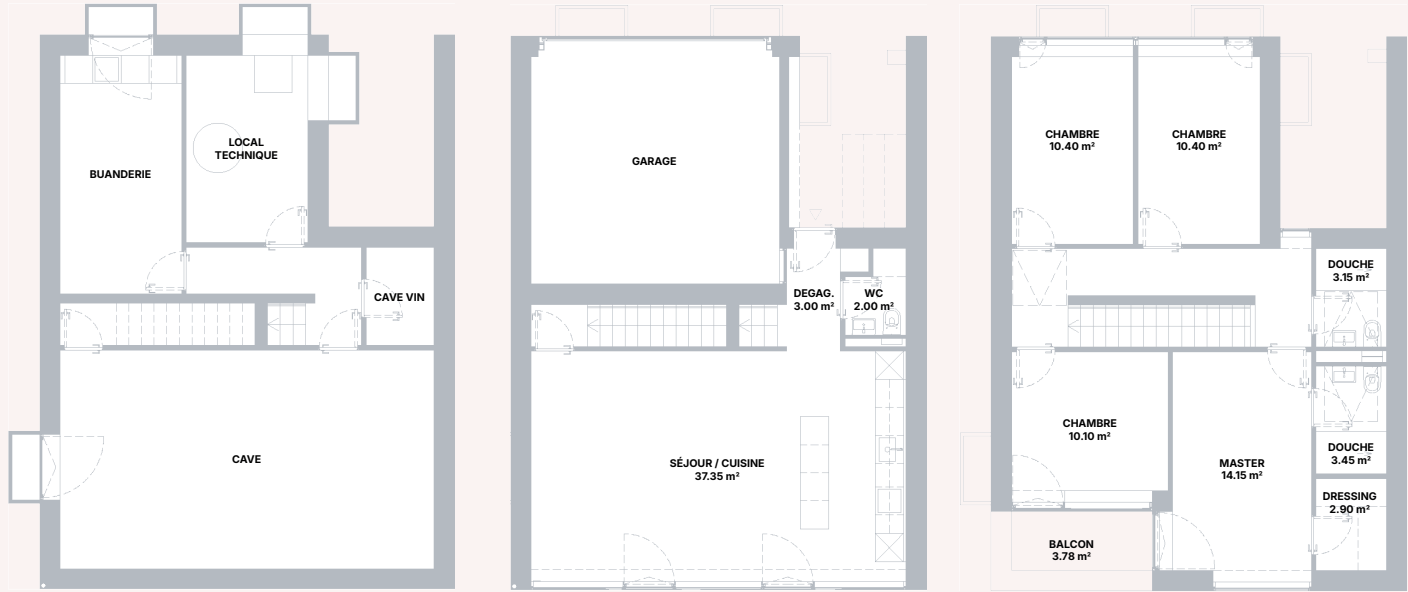 BUANDERIE
LOCAL
TECHNIQUE
CAVE VIN
CAVE
GARAGE
DEGAG.
3.00 m²
WC
2.00 m²
SÉJOUR / CUISINE
37.35 m²
CHAMBRE
10.40 m²
CHAMBRE
10.40 m²
DOUCHE
3.15 m²
CHAMBRE
10.10 m²
MASTER
14.15 m²
DOUCHE
3.45 m²
DRESSING
2.90 m²
BALCON
3.78 m²